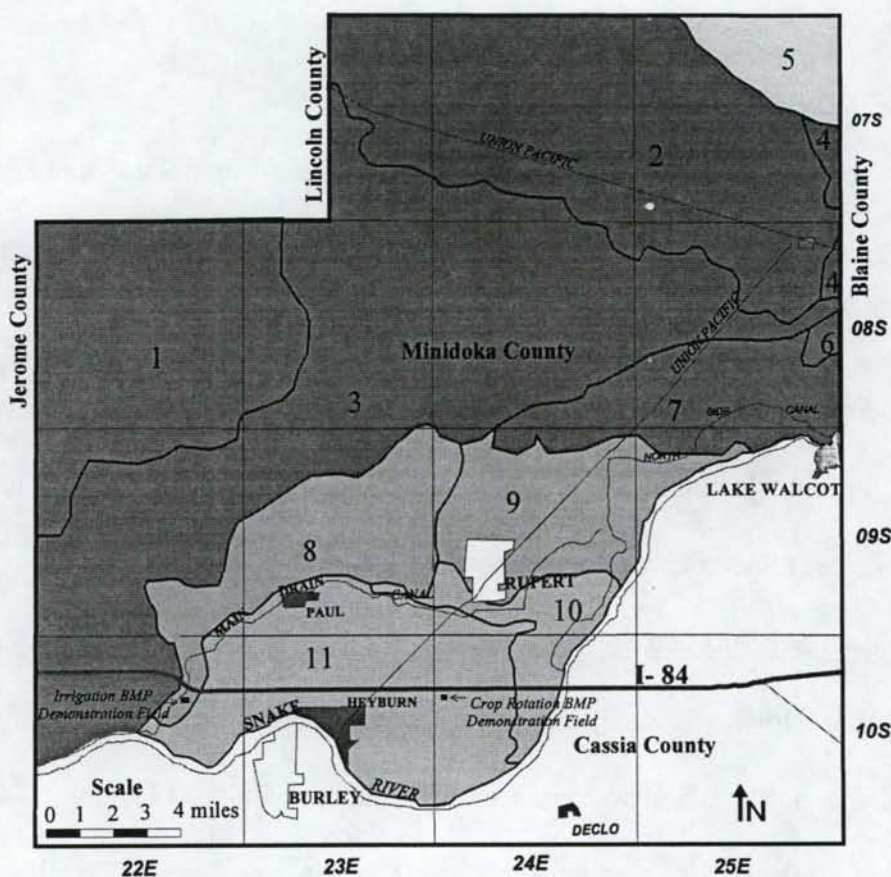 Lincoln County
5
07S
4
UNION PACIFIC
2
Blaine County
Jerome County
4
08S
1
Minidoka County
UNION PACIFIC
6
3
7
SIDE CANAL
NORTH
LAKE WALCOT
9
09S
8
MAIN DRAIN
CANAL
RUPERT
PAUL
10
11
I- 84
Irrigation BMP
Demonstration Field
HEYBURN
Crop Rotation BMP
Demonstration Field
SNAKE
RIVER
10S
Cassia County
Scale
0 1 2 3 4 miles
BURLEY
DECLO
N
22E 23E 24E 25E